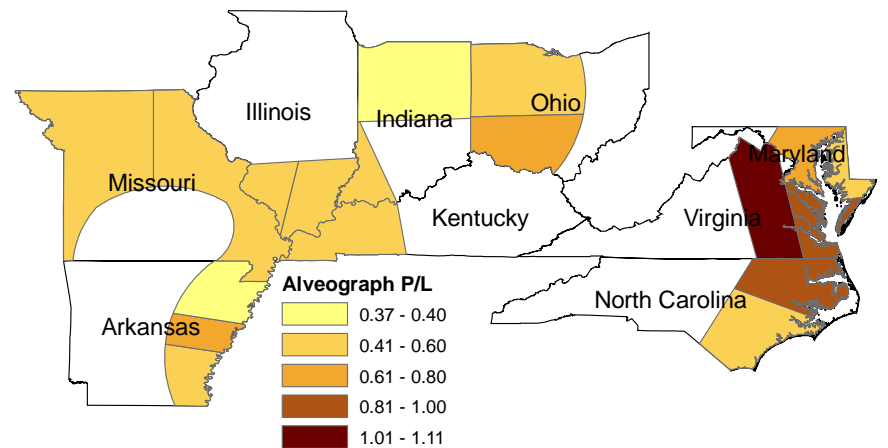 Illinois
Ohio
Indiana
Maryland
Missouri
Kentucky
Virginia
Alveograph P/L
North Carolina
0.37 - 0.40
Arkansas
0.41 - 0.60
0.61 - 0.80
0.81 - 1.00
1.01 - 1.11